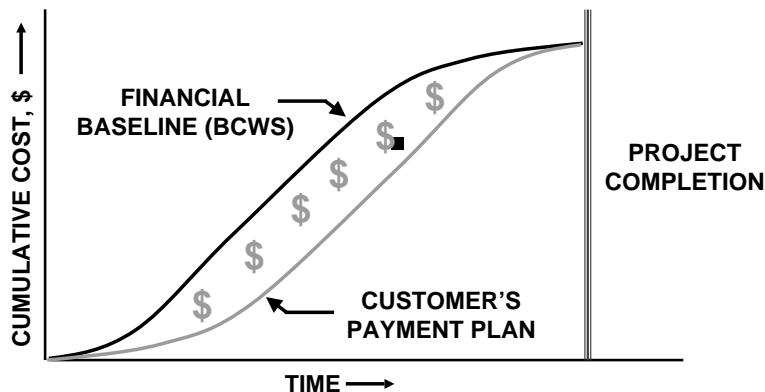 CUMULATIVE COST, $
FINANCIAL
BASELINE (BCWS)
$
$
$
$
$
$
CUSTOMER'S
PAYMENT PLAN
PROJECT
COMPLETION
TIME